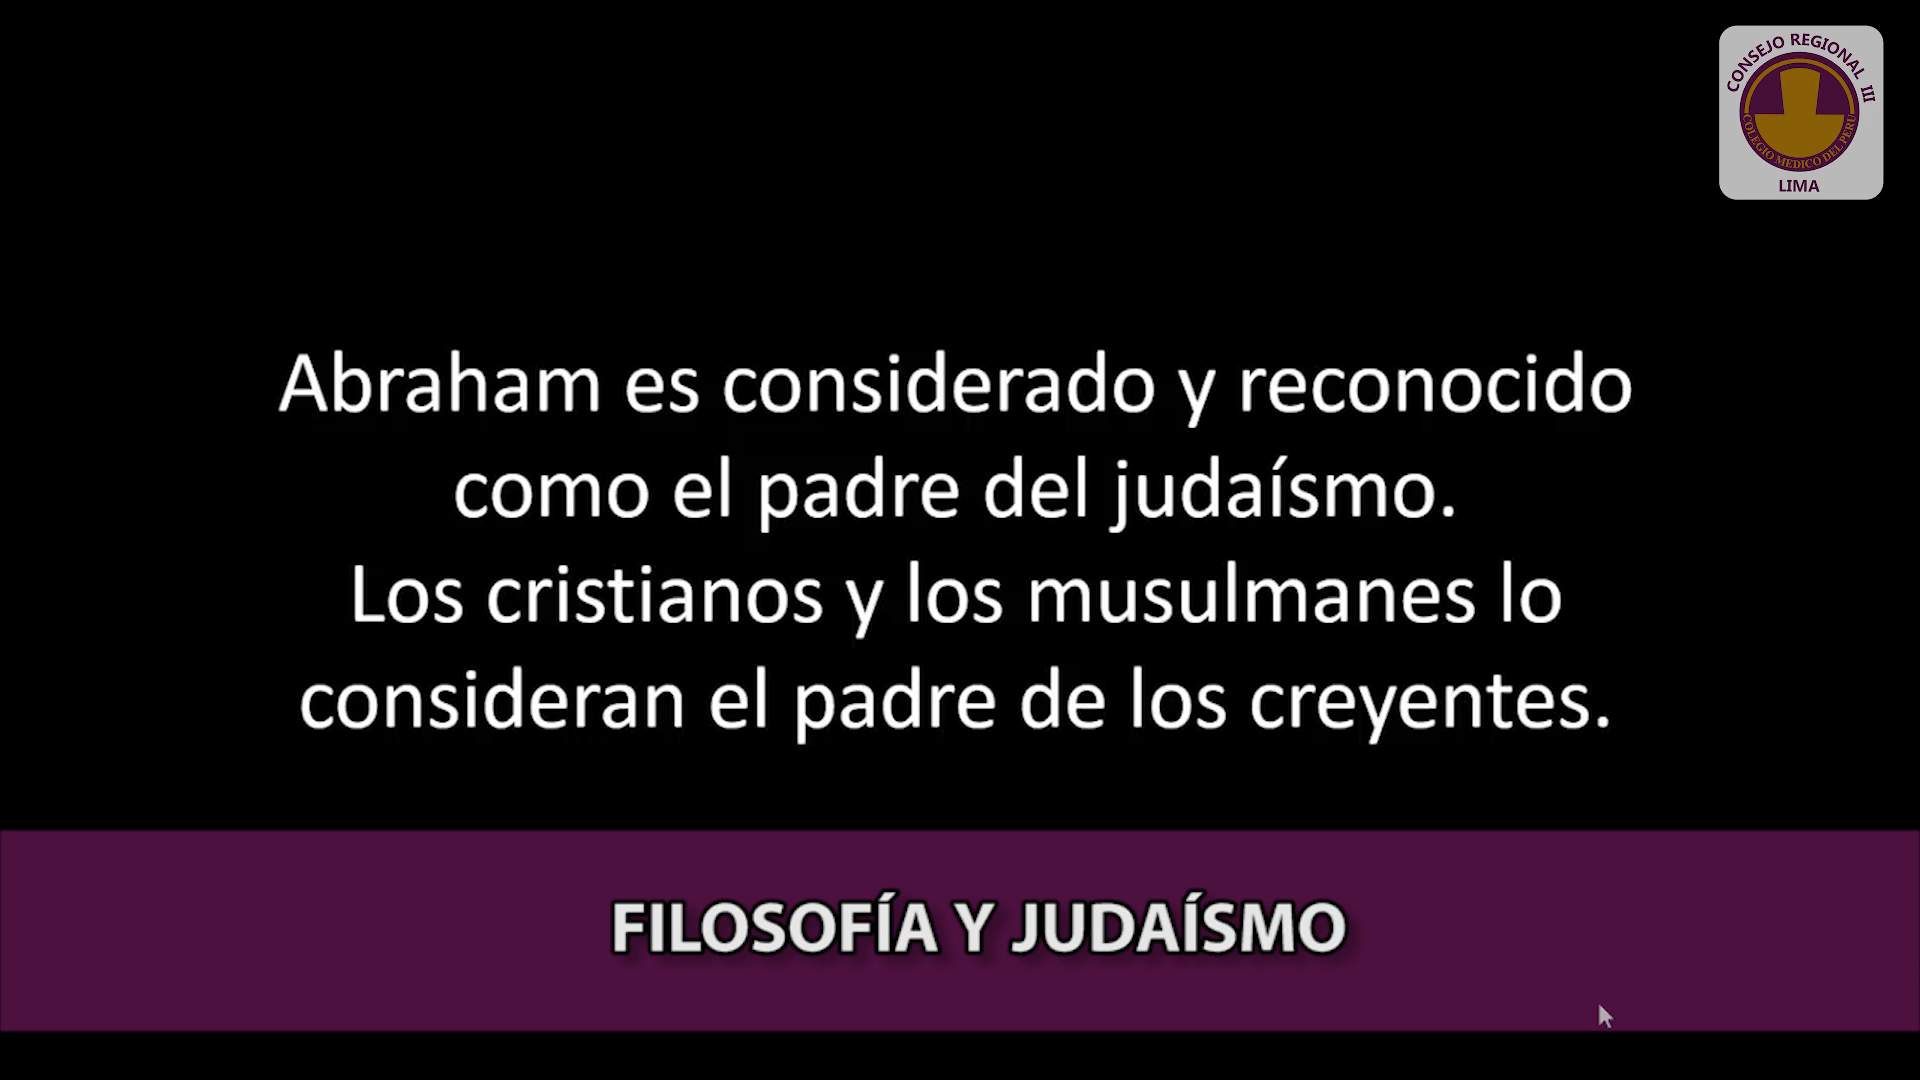 CONSEJO REGIONAL III
COLEGIO MEDICO DEL PERU
LIMA
Abraham es considerado y reconocido
como el padre del judaísmo.
Los cristianos y los musulmanes lo
consideran el padre de los creyentes.
FILOSOFÍA Y JUDAÍSMO